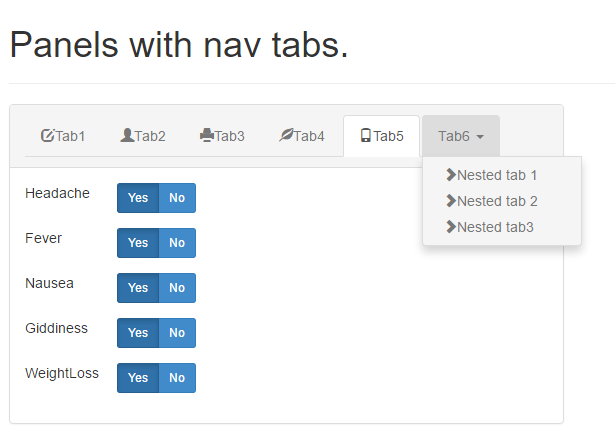 Panels with nav tabs.
Tab1 Tab2 Tab3 Tab4 Tab5 Tab6
Nested tab 1
Nested tab 2
Nested tab3
Headache Yes No
Fever Yes No
Nausea Yes No
Giddiness Yes No
WeightLoss Yes No